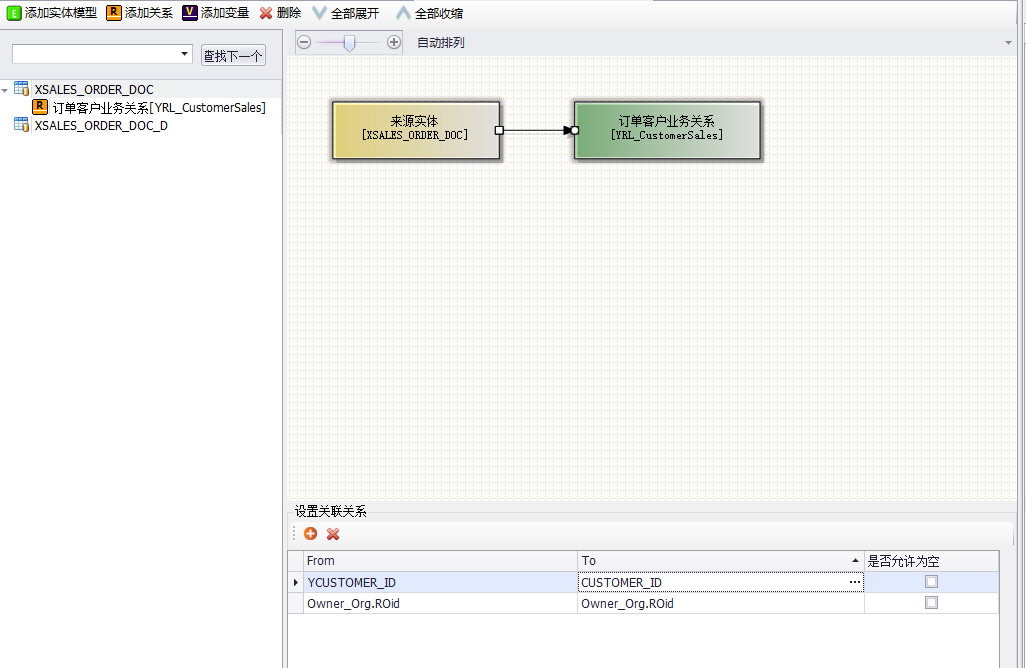 E 添加实体模型 R 添加关系 V 添加变量 删除 全部展开 全部收缩
查找下一个
自动排列
XSALES_ORDER_DOC
R 订单客户业务关系[YRL_CustomerSales]
XSALES_ORDER_DOC_D
来源实体
[XSALES_ORDER_DOC]
订单客户业务关系
[YRL_CustomerSales]
设置关联关系
From To 是否允许为空
YCUSTOMER_ID CUSTOMER_ID ...
Owner_Org.ROid Owner_Org.ROid